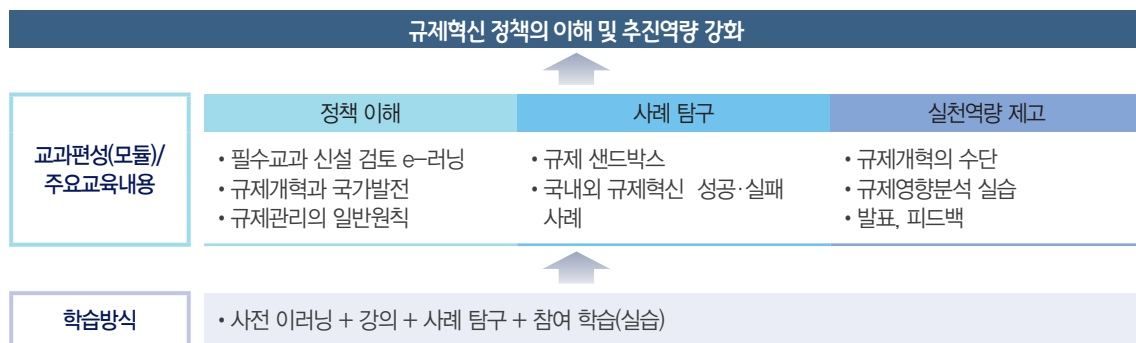 규제혁신 정책의 이해 및 추진역량 강화
교과편성(모듈)/
주요교육내용
정책 이해
• 필수교과 신설 검토 e-러닝
• 규제개혁과 국가발전
• 규제관리의 일반원칙
사례 탐구
• 규제 샌드박스
• 국내외 규제혁신 성공·실패
사례
실천역량 제고
• 규제개혁의 수단
• 규제영향분석 실습
• 발표, 피드백
학습방식
• 사전 이러닝 + 강의 + 사례 탐구 + 참여 학습(실습)